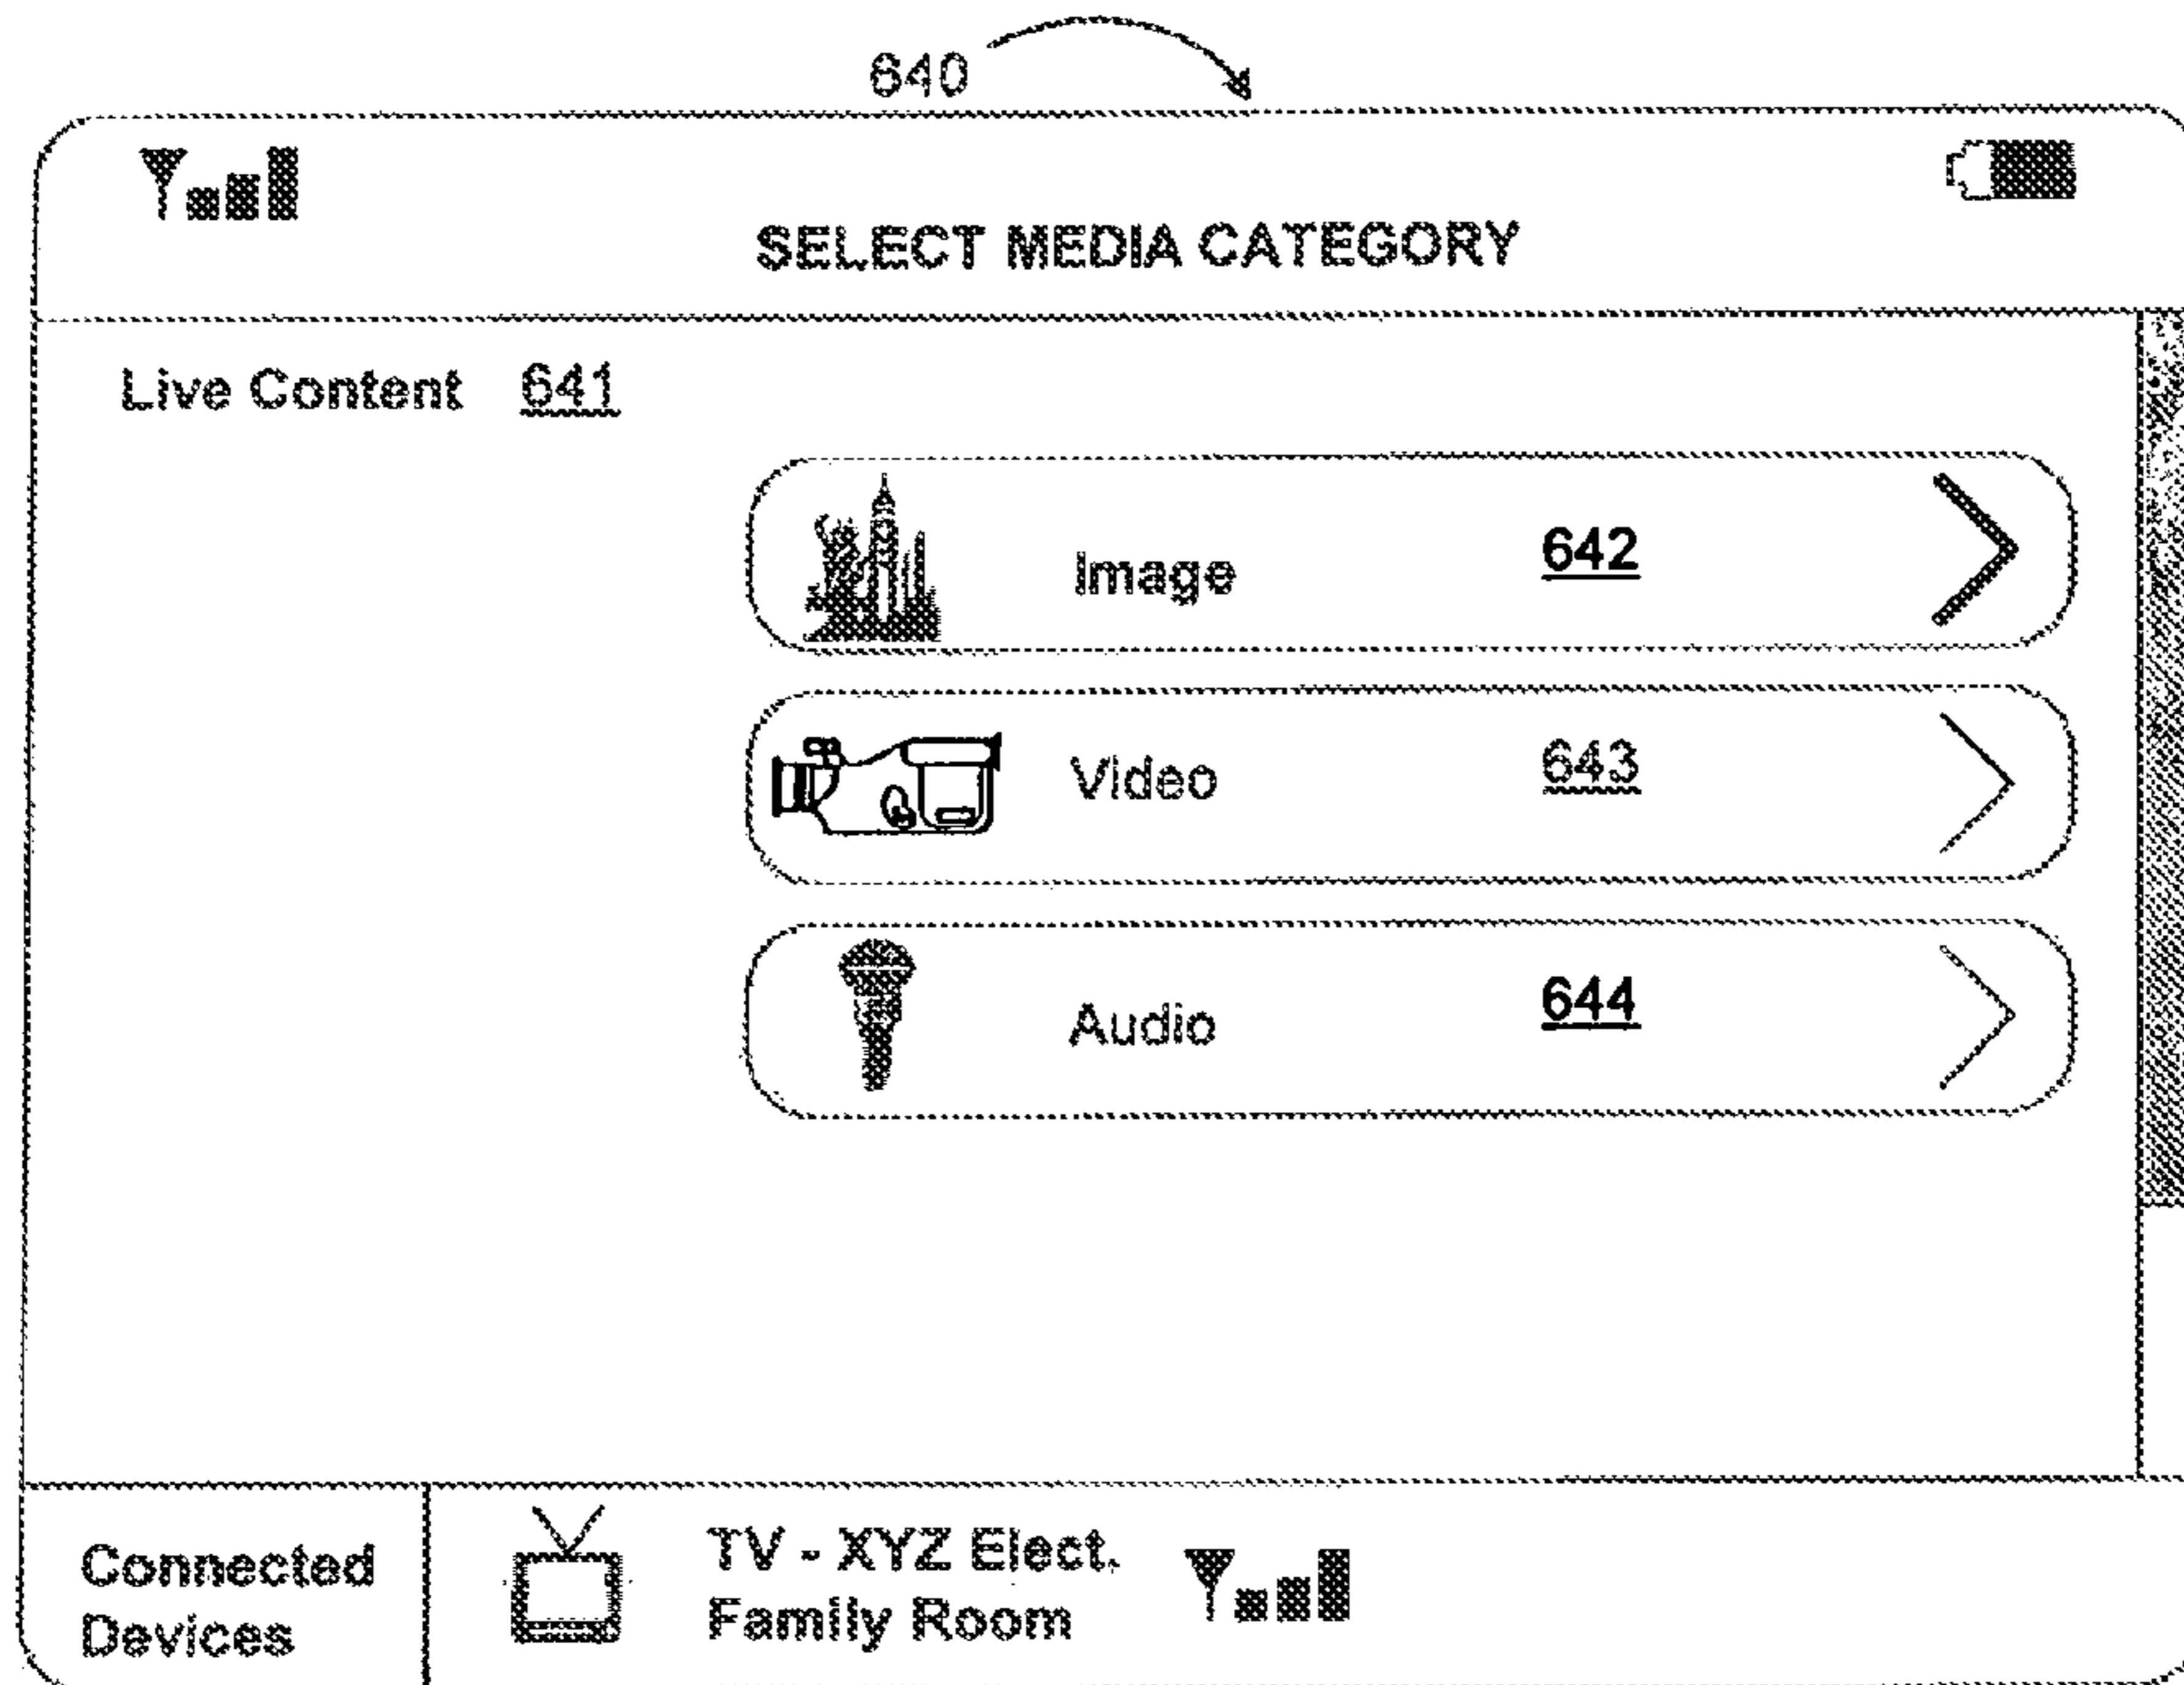 640
SELECT MEDIA CATEGORY
Live Content 641
Image 642
Video 643
Audio 644
Connected
Devices
TV - XYZ Elect.
Family Room